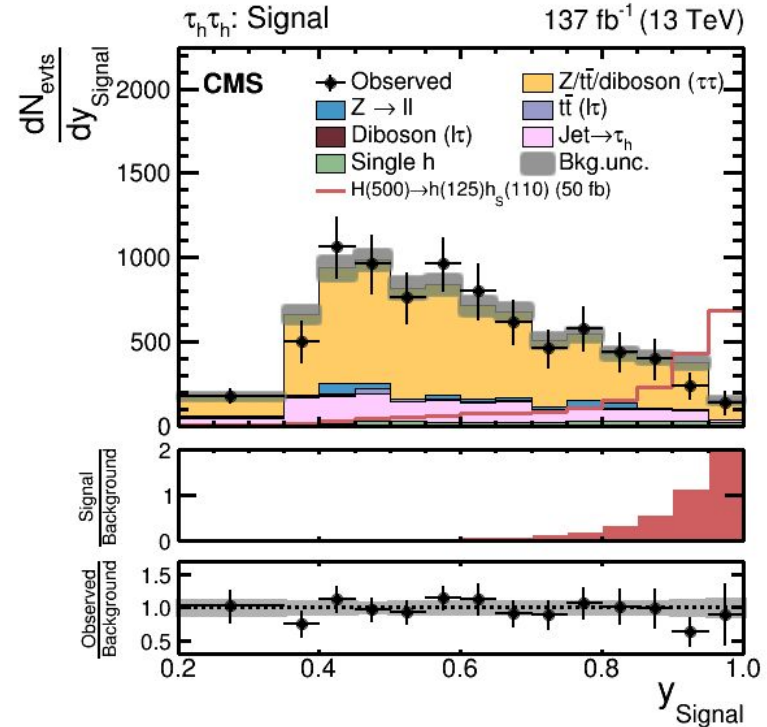 τhτh: Signal 137 fb-1 (13 TeV)
dNevts
dySignal
CMS
Observed
Z/tt̄/diboson (ττ)
Z → ll
tt̄ (lτ)
Diboson (lτ)
Jet→τh
Single h
Bkg.unc.
H(500)→h(125)hS(110) (50 fb)
2000
1500
1000
500
0
Signal
Background
2
1
0
Observed
Background
1.5
1.0
0.5
0.2 0.4 0.6 0.8 1.0
ySignal